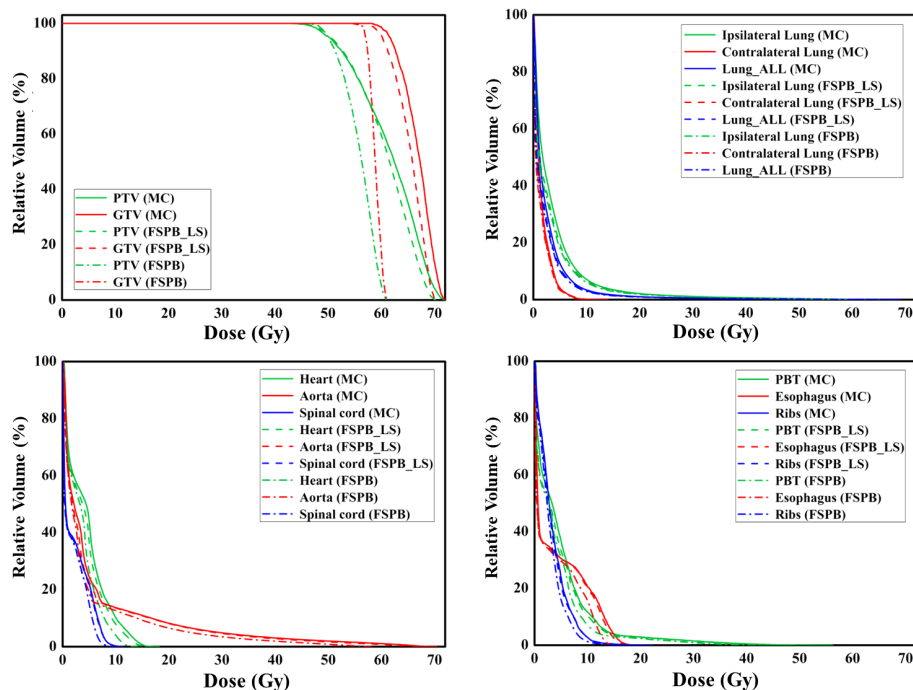 100
80
60
40
20
0
Relative Volume (%)
PTV (MC)
GTV (MC)
PTV (FSPB_LS)
GTV (FSPB_LS)
PTV (FSPB)
GTV (FSPB)
0 10 20 30 40 50 60 70
Dose (Gy)
100
80
60
40
20
0
Relative Volume (%)
Ipsilateral Lung (MC)
Contralateral Lung (MC)
Lung_ALL (MC)
Ipsilateral Lung (FSPB_LS)
Contralateral Lung (FSPB_LS)
Lung_ALL (FSPB_LS)
Ipsilateral Lung (FSPB)
Contralateral Lung (FSPB)
Lung_ALL (FSPB)
0 10 20 30 40 50 60 70
Dose (Gy)
100
80
60
40
20
0
Relative Volume (%)
Heart (MC)
Aorta (MC)
Spinal cord (MC)
Heart (FSPB_LS)
Aorta (FSPB_LS)
Spinal cord (FSPB_LS)
Heart (FSPB)
Aorta (FSPB)
Spinal cord (FSPB)
0 10 20 30 40 50 60 70
Dose (Gy)
100
80
60
40
20
0
Relative Volume (%)
PBT (MC)
Esophagus (MC)
Ribs (MC)
PBT (FSPB_LS)
Esophagus (FSPB_LS)
Ribs (FSPB_LS)
PBT (FSPB)
Esophagus (FSPB)
Ribs (FSPB)
0 10 20 30 40 50 60 70
Dose (Gy)